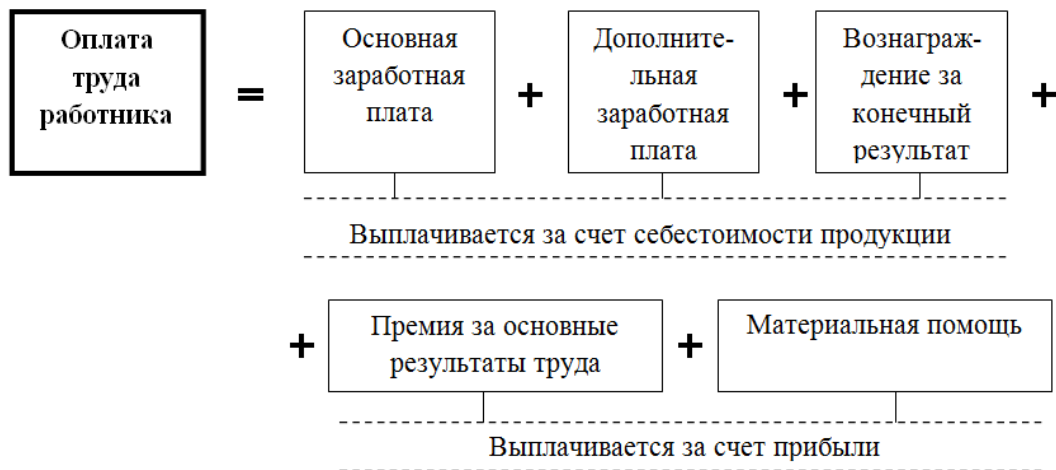 Оплата
труда
работника
=
Основная
заработная
плата
+
Дополните-
льная
заработная
плата
+
Вознаграж-
дение за
конечный
результат
+
Выплачивается за счет себестоимости продукции
+
Премия за основные
результаты труда
+
Материальная помощь
Выплачивается за счет прибыли